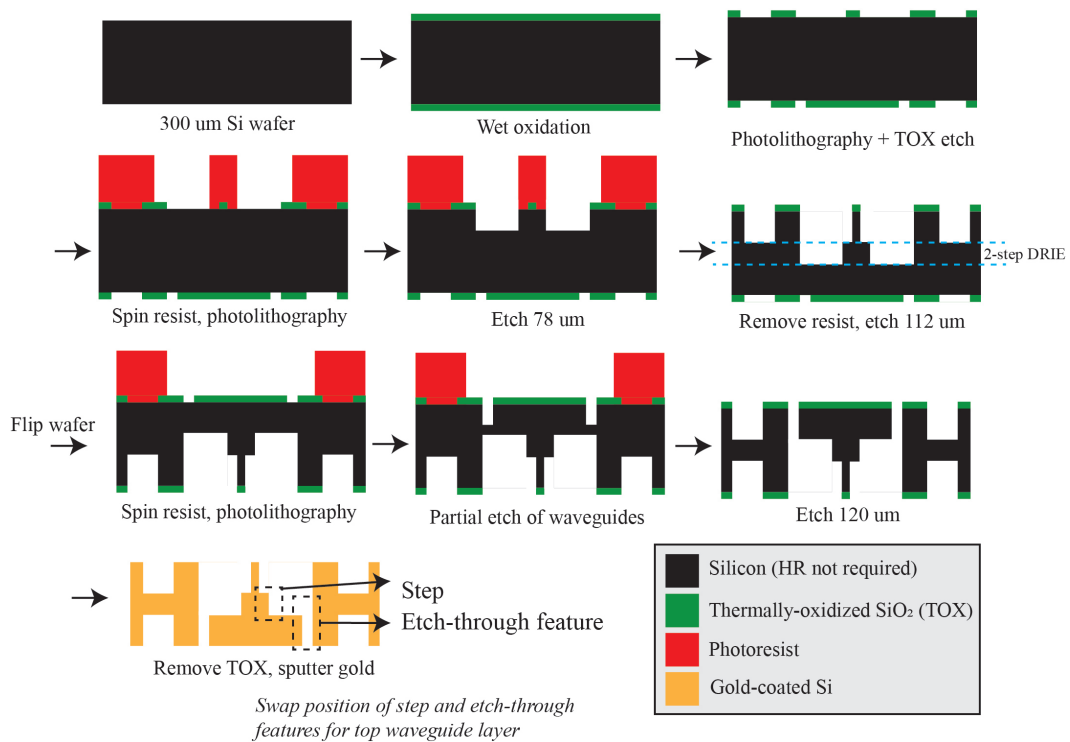 300 um Si wafer
Wet oxidation
Photolithography + TOX etch
Spin resist, photolithography
Etch 78 um
2-step DRIE
Remove resist, etch 112 um
Flip wafer
Spin resist, photolithography
Partial etch of waveguides
Etch 120 um
Step
Etch-through feature
Remove TOX, sputter gold
Swap position of step and etch-through
features for top waveguide layer
Silicon (HR not required)
Thermally-oxidized SiO₂ (TOX)
Photoresist
Gold-coated Si